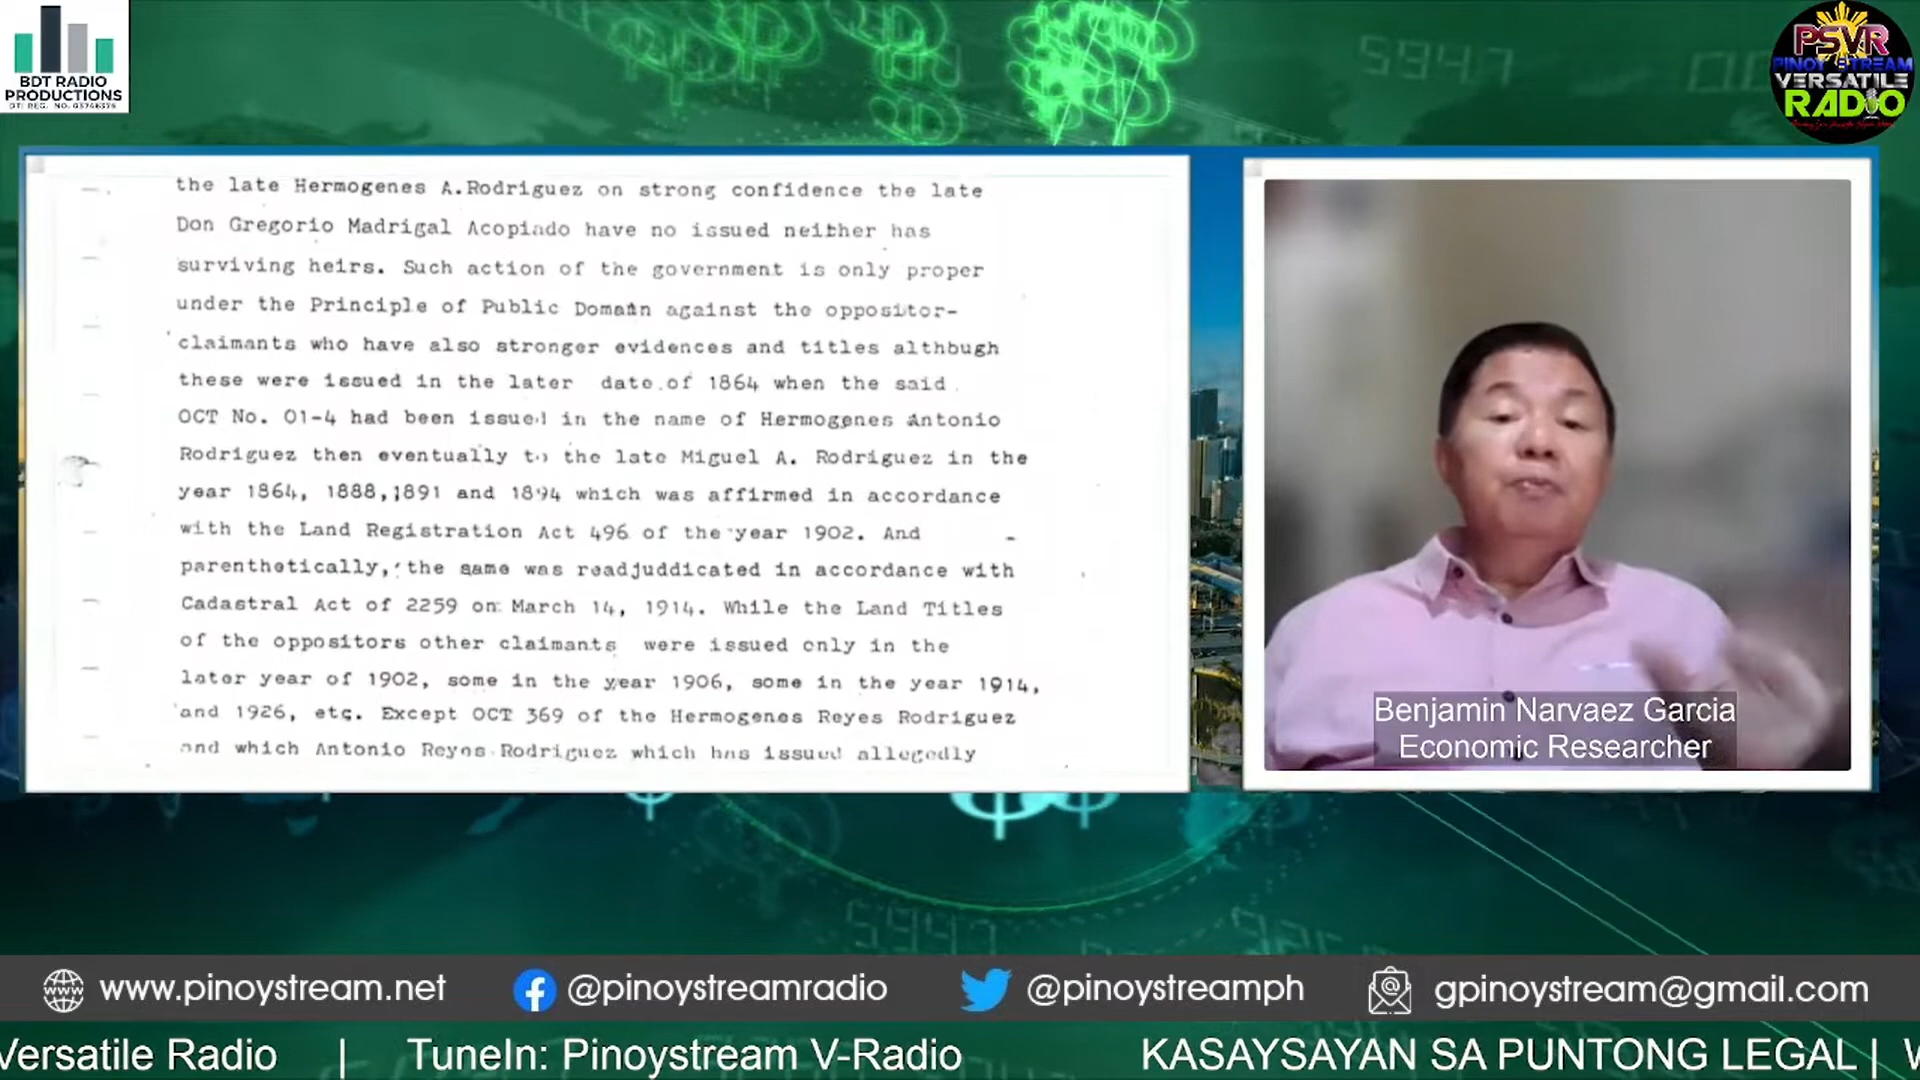 BDT RADIO
PRODUCTIONS
PSVR
PINOY STREAM
VERSATILE
RADIO
the late Hermogenes A.Rodriguez on strong confidence the late
Don Gregorio Madrigal Acopiado have no issued neither has
surviving heirs. Such action of the government is only proper
under the Principle of Public Domain against the oppositor-
claimants who have also stronger evidences and titles althbugh
these were issued in the later date of 1864 when the said
OCT No. 01-4 had been issued in the name of Hermogenes Antonio
Rodriguez then eventually to the late Miguel A. Rodriguez in the
year 1864, 1888,1891 and 1894 which was affirmed in accordance
with the Land Registration Act 496 of the year 1902. And -
parenthetically, the same was readjuddicated in accordance with
Cadastral Act of 2259 on March 14, 1914. While the Land Titles
of the oppositors other claimants were issued only in the
later year of 1902, some in the year 1906, some in the year 1914,
and 1926, etc. Except OCT 369 of the Hermogenes Reyes Rodriguez
and which Antonio Reyes Rodriguez which has issued allegedly
Benjamin Narvaez Garcia
Economic Researcher
www.pinoystream.net @pinoystreamradio @pinoystreamph gpinoystream@gmail.com
Versatile Radio | TuneIn: Pinoystream V-Radio KASAYSAYAN SA PUNTONG LEGAL | W